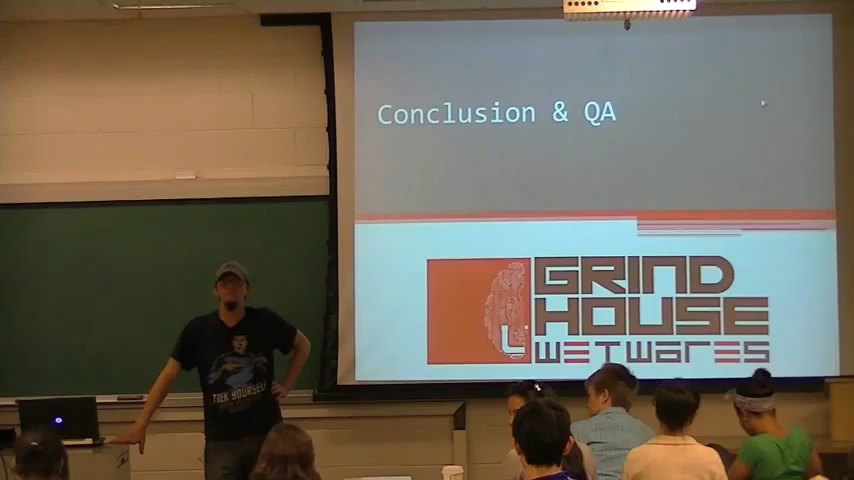 Conclusion & QA
GRIND
HOUSE
WETWARES
TREK YOURSELF